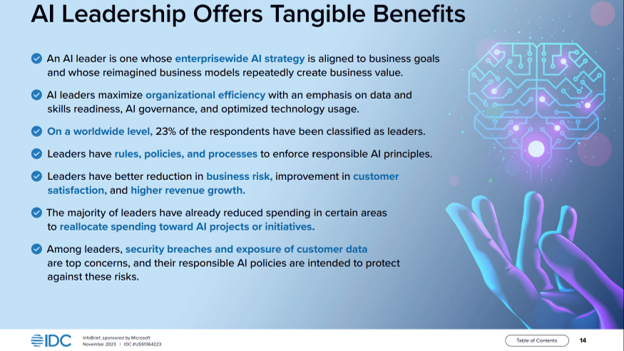 AI Leadership Offers Tangible Benefits
An AI leader is one whose enterprisewide AI strategy is aligned to business goals
and whose reimagined business models repeatedly create business value.
AI leaders maximize organizational efficiency with an emphasis on data and
skills readiness, AI governance, and optimized technology usage.
On a worldwide level, 23% of the respondents have been classified as leaders.
Leaders have rules, policies, and processes to enforce responsible AI principles.
Leaders have better reduction in business risk, improvement in customer
satisfaction, and higher revenue growth.
The majority of leaders have already reduced spending in certain areas
to reallocate spending toward AI projects or initiatives.
Among leaders, security breaches and exposure of customer data
are top concerns, and their responsible AI policies are intended to protect
against these risks.
IDC
InfoBrief, sponsored by Microsoft
November 2023 | IDC #US51364223
Table of Contents
14